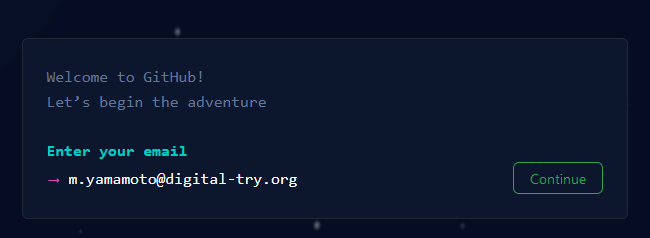 Welcome to GitHub!
Let’s begin the adventure
Enter your email
→ m.yamamoto@digital-try.org
Continue